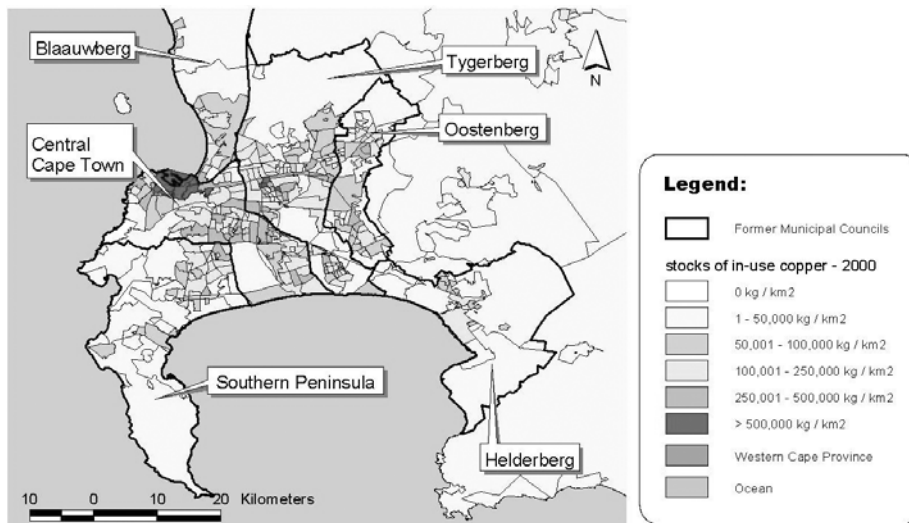 Blaauwberg
Tygerberg
N
Oostenberg
Central
Cape Town
Southern Peninsula
Helderberg
10 0 10 20 Kilometers
Legend:
Former Municipal Councils
stocks of in-use copper - 2000
0 kg / km2
1 - 50,000 kg / km2
50,001 - 100,000 kg / km2
100,001 - 250,000 kg / km2
250,001 - 500,000 kg / km2
> 500,000 kg / km2
Western Cape Province
Ocean